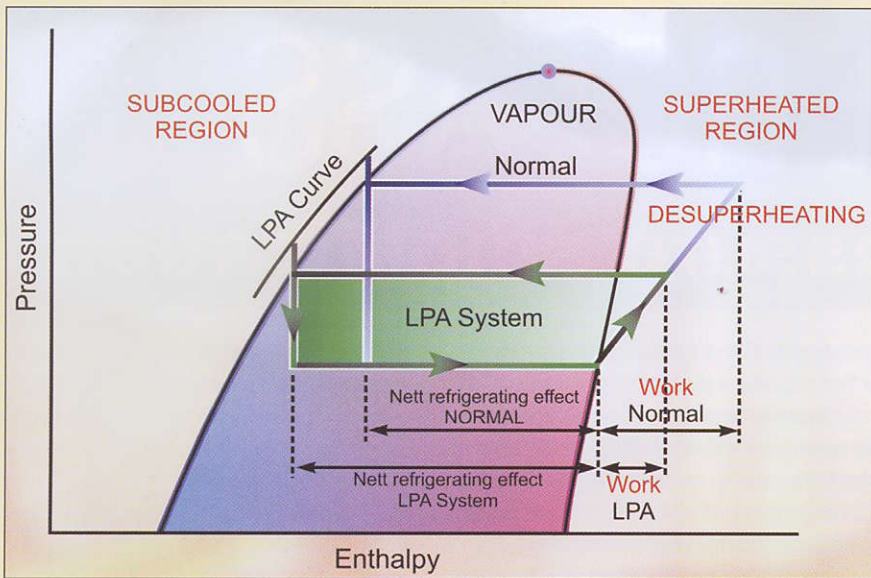 SUBCOOLED
REGION
VAPOUR
SUPERHEATED
REGION
LPA Curve
Normal
DESUPERHEATING
Pressure
LPA System
Nett refrigerating effect
NORMAL
Work
Normal
Nett refrigerating effect
LPA System
Work
LPA
Enthalpy